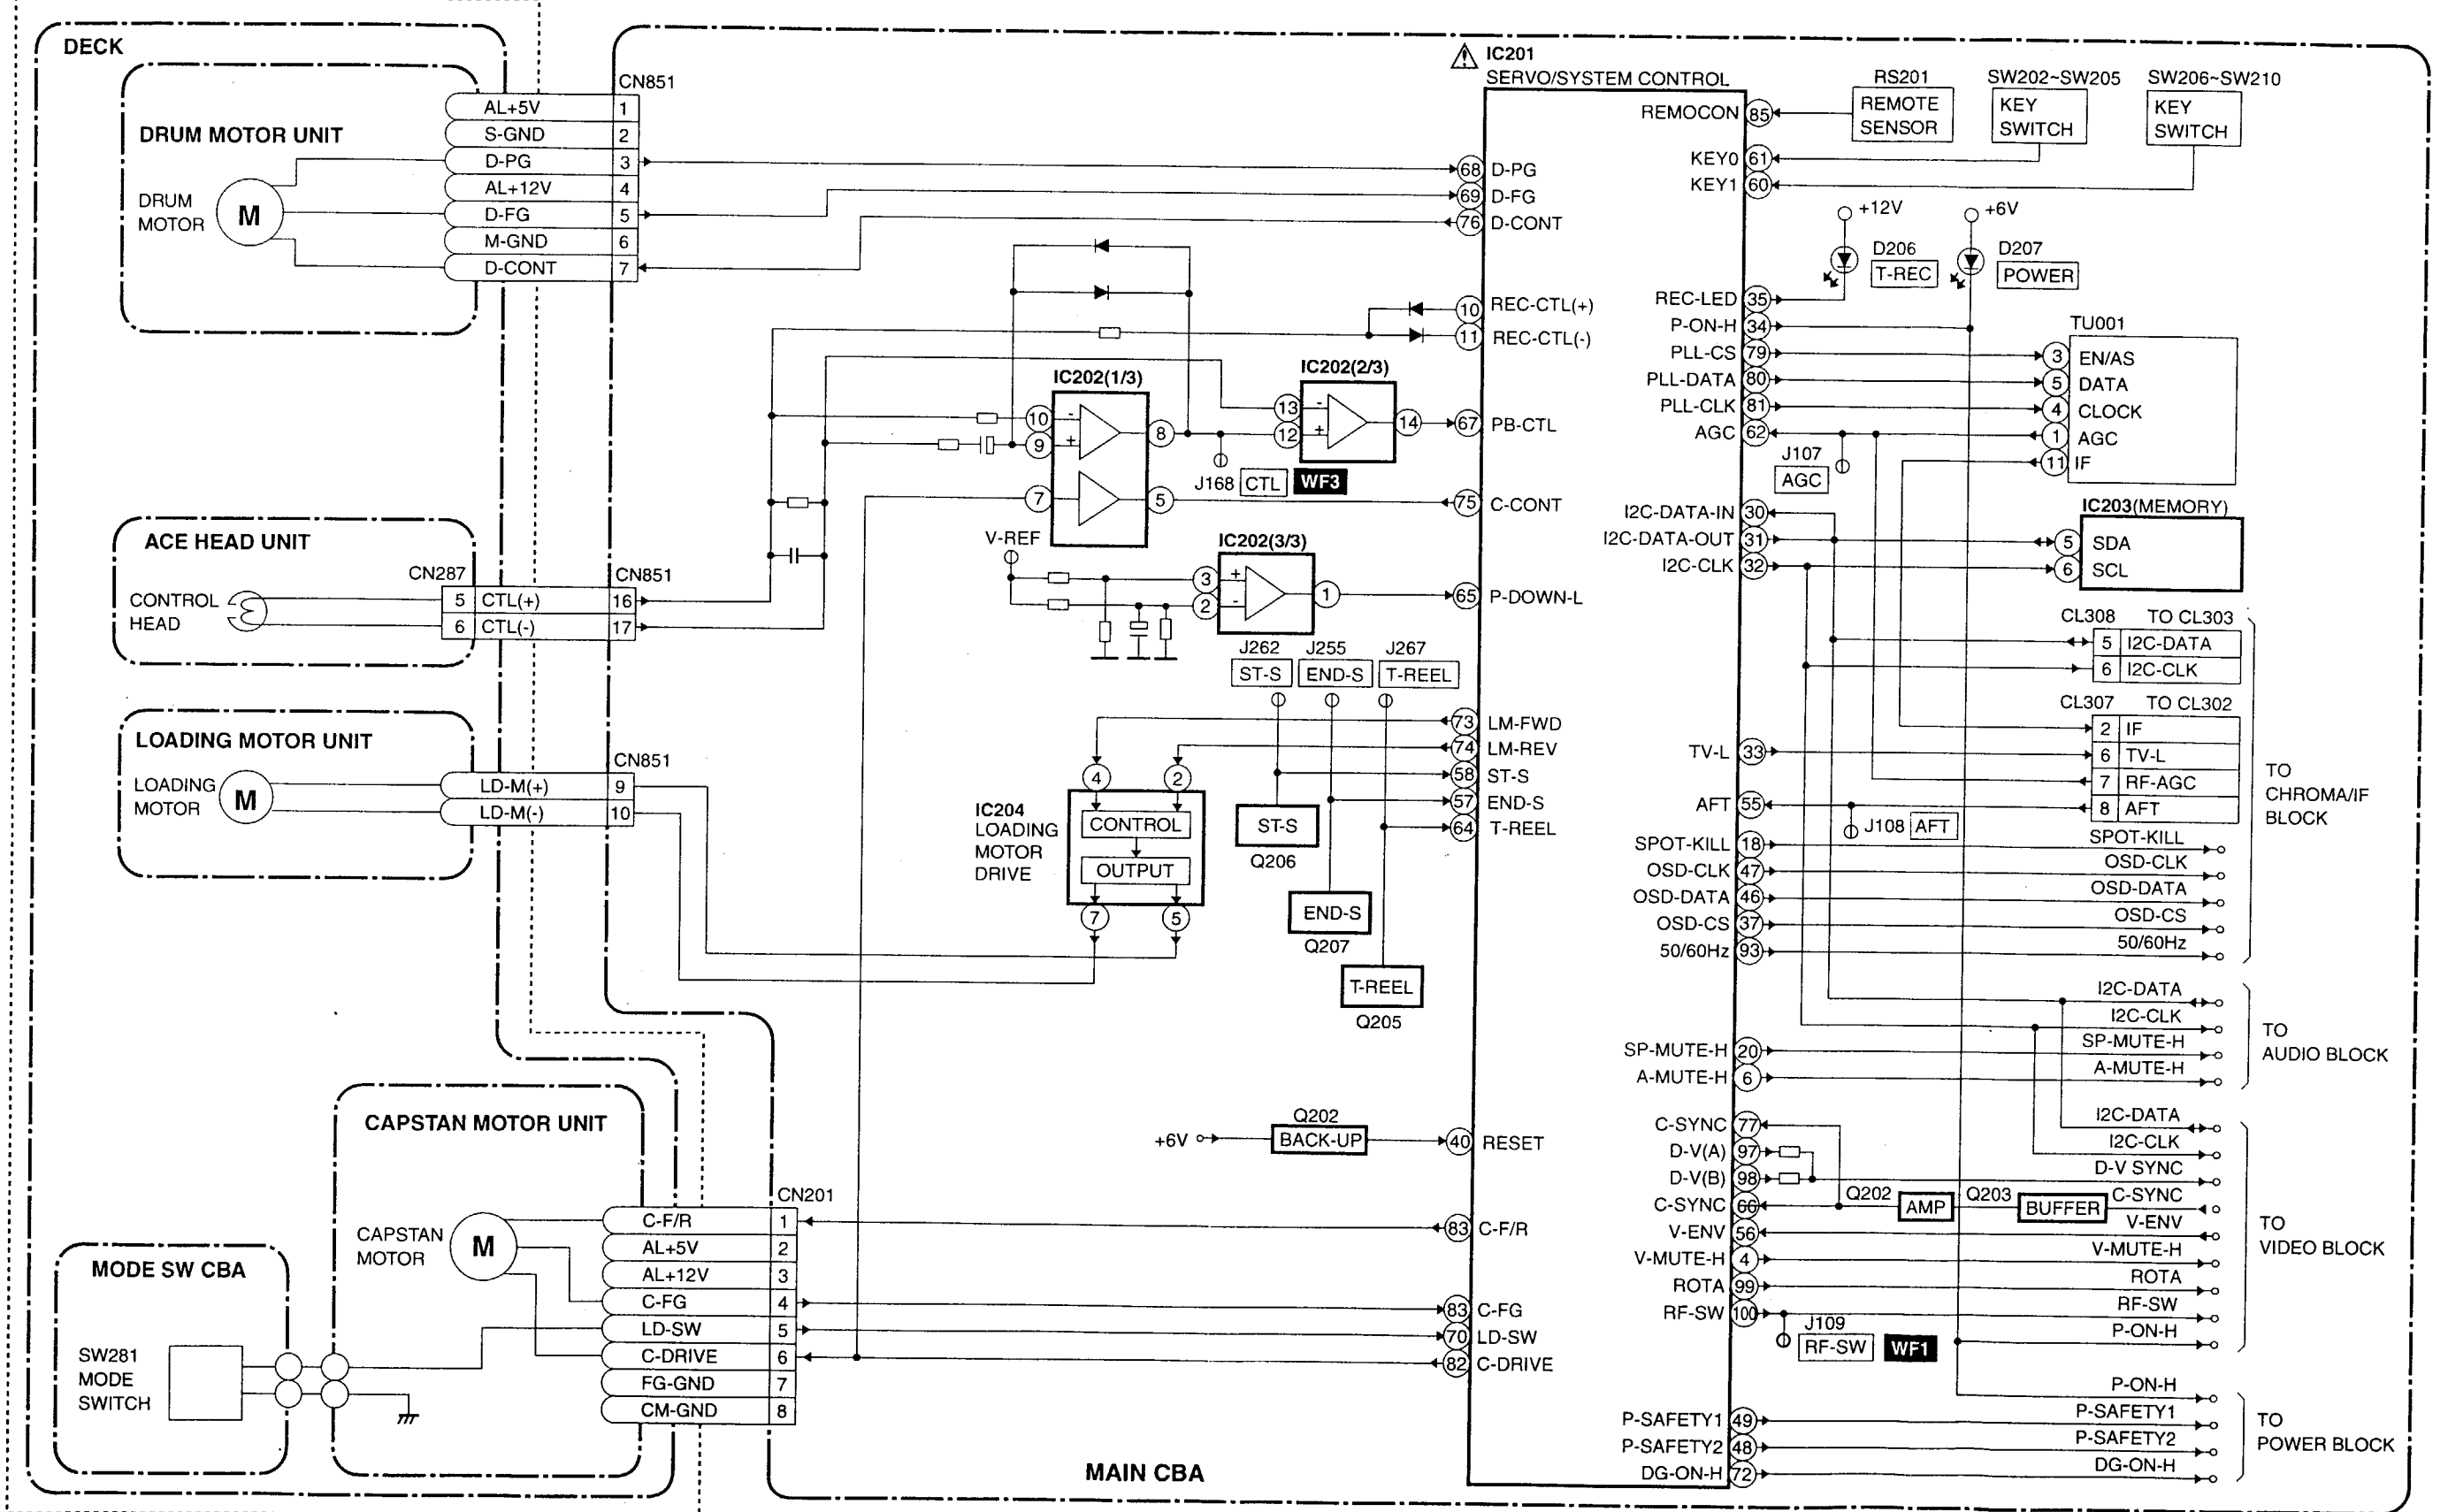 DECK
DRUM MOTOR UNIT
DRUM
MOTOR
M
CN851
AL+5V 1
S-GND 2
D-PG 3
AL+12V 4
D-FG 5
M-GND 6
D-CONT 7
ACE HEAD UNIT
CONTROL
HEAD
CN287
CN851
5 CTL(+) 16
6 CTL(-) 17
LOADING MOTOR UNIT
LOADING
MOTOR
M
CN851
LD-M(+) 9
LD-M(-) 10
CAPSTAN MOTOR UNIT
CAPSTAN
MOTOR
M
CN201
C-F/R 1
AL+5V 2
AL+12V 3
C-FG 4
LD-SW 5
C-DRIVE 6
FG-GND 7
CM-GND 8
MODE SW CBA
SW281
MODE
SWITCH
MAIN CBA
IC202(1/3)
10 -
9 +
8
7
5
IC202(2/3)
13 -
12 +
14
J168 CTL WF3
V-REF
IC202(3/3)
3 +
2 -
1
J262
ST-S
J255
END-S
J267
T-REEL
IC204
LOADING
MOTOR
DRIVE
4
2
CONTROL
OUTPUT
7
5
ST-S
Q206
END-S
Q207
T-REEL
Q205
+6V
Q202
BACK-UP
IC201
SERVO/SYSTEM CONTROL
68 D-PG
69 D-FG
76 D-CONT
10 REC-CTL(+)
11 REC-CTL(-)
67 PB-CTL
75 C-CONT
65 P-DOWN-L
73 LM-FWD
74 LM-REV
58 ST-S
57 END-S
64 T-REEL
40 RESET
83 C-F/R
83 C-FG
70 LD-SW
82 C-DRIVE
REMOCON 85
KEY0 61
KEY1 60
REC-LED 35
P-ON-H 34
PLL-CS 79
PLL-DATA 80
PLL-CLK 81
AGC 62
I2C-DATA-IN 30
I2C-DATA-OUT 31
I2C-CLK 32
TV-L 33
AFT 55
SPOT-KILL 18
OSD-CLK 47
OSD-DATA 46
OSD-CS 37
50/60Hz 93
SP-MUTE-H 20
A-MUTE-H 6
C-SYNC 77
D-V(A) 97
D-V(B) 98
C-SYNC 66
V-ENV 56
V-MUTE-H 4
ROTA 99
RF-SW 100
P-SAFETY1 49
P-SAFETY2 48
DG-ON-H 72
RS201
REMOTE
SENSOR
SW202~SW205
KEY
SWITCH
SW206~SW210
KEY
SWITCH
+12V
D206
T-REC
+6V
D207
POWER
TU001
3 EN/AS
5 DATA
4 CLOCK
1 AGC
11 IF
J107
AGC
IC203(MEMORY)
5 SDA
6 SCL
CL308 TO CL303
5 I2C-DATA
6 I2C-CLK
CL307 TO CL302
2 IF
6 TV-L
7 RF-AGC
8 AFT
J108 AFT
SPOT-KILL
OSD-CLK
OSD-DATA
OSD-CS
50/60Hz
TO
CHROMA/IF
BLOCK
I2C-DATA
I2C-CLK
SP-MUTE-H
A-MUTE-H
TO
AUDIO BLOCK
I2C-DATA
I2C-CLK
D-V SYNC
Q202
AMP
Q203
BUFFER
C-SYNC
V-ENV
V-MUTE-H
ROTA
RF-SW
P-ON-H
TO
VIDEO BLOCK
J109
RF-SW WF1
P-ON-H
P-SAFETY1
P-SAFETY2
DG-ON-H
TO
POWER BLOCK